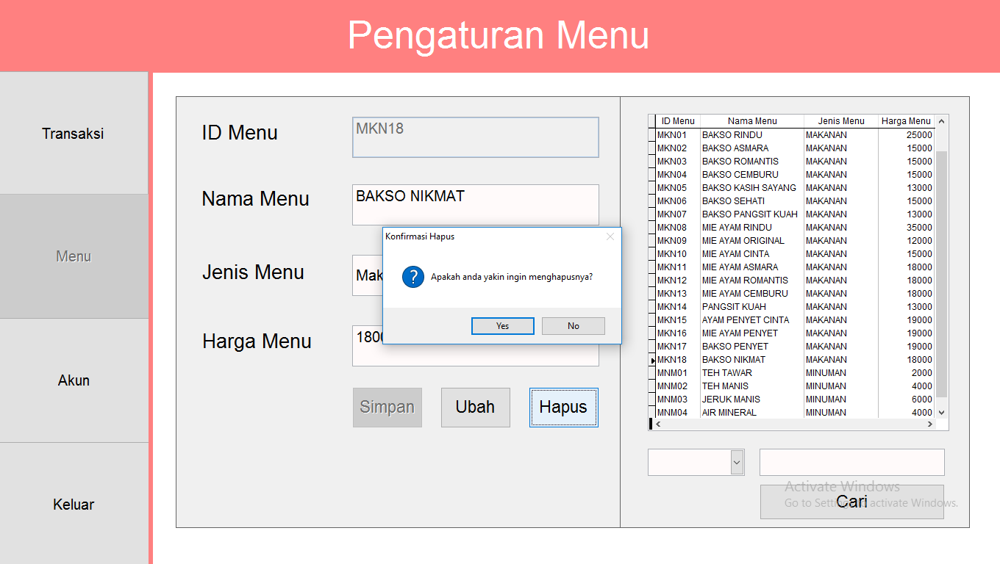 Pengaturan Menu
Transaksi
Menu
Akun
Keluar
ID Menu
MKN18
Nama Menu
BAKSO NIKMAT
Jenis Menu
Mak
Harga Menu
1800
Simpan
Ubah
Hapus
Konfirmasi Hapus
Apakah anda yakin ingin menghapusnya?
Yes
No
ID Menu Nama Menu Jenis Menu Harga Menu
MKN01 BAKSO RINDU MAKANAN 25000
MKN02 BAKSO ASMARA MAKANAN 15000
MKN03 BAKSO ROMANTIS MAKANAN 15000
MKN04 BAKSO CEMBURU MAKANAN 15000
MKN05 BAKSO KASIH SAYANG MAKANAN 13000
MKN06 BAKSO SEHATI MAKANAN 15000
MKN07 BAKSO PANGSIT KUAH MAKANAN 13000
MKN08 MIE AYAM RINDU MAKANAN 35000
MKN09 MIE AYAM ORIGINAL MAKANAN 12000
MKN10 MIE AYAM CINTA MAKANAN 15000
MKN11 MIE AYAM ASMARA MAKANAN 18000
MKN12 MIE AYAM ROMANTIS MAKANAN 18000
MKN13 MIE AYAM CEMBURU MAKANAN 18000
MKN14 PANGSIT KUAH MAKANAN 13000
MKN15 AYAM PENYET CINTA MAKANAN 19000
MKN16 MIE AYAM PENYET MAKANAN 19000
MKN17 BAKSO PENYET MAKANAN 19000
MKN18 BAKSO NIKMAT MAKANAN 18000
MNM01 TEH TAWAR MINUMAN 2000
MNM02 TEH MANIS MINUMAN 4000
MNM03 JERUK MANIS MINUMAN 6000
MNM04 AIR MINERAL MINUMAN 4000
Cari
Activate Windows
Go to Settings to activate Windows.